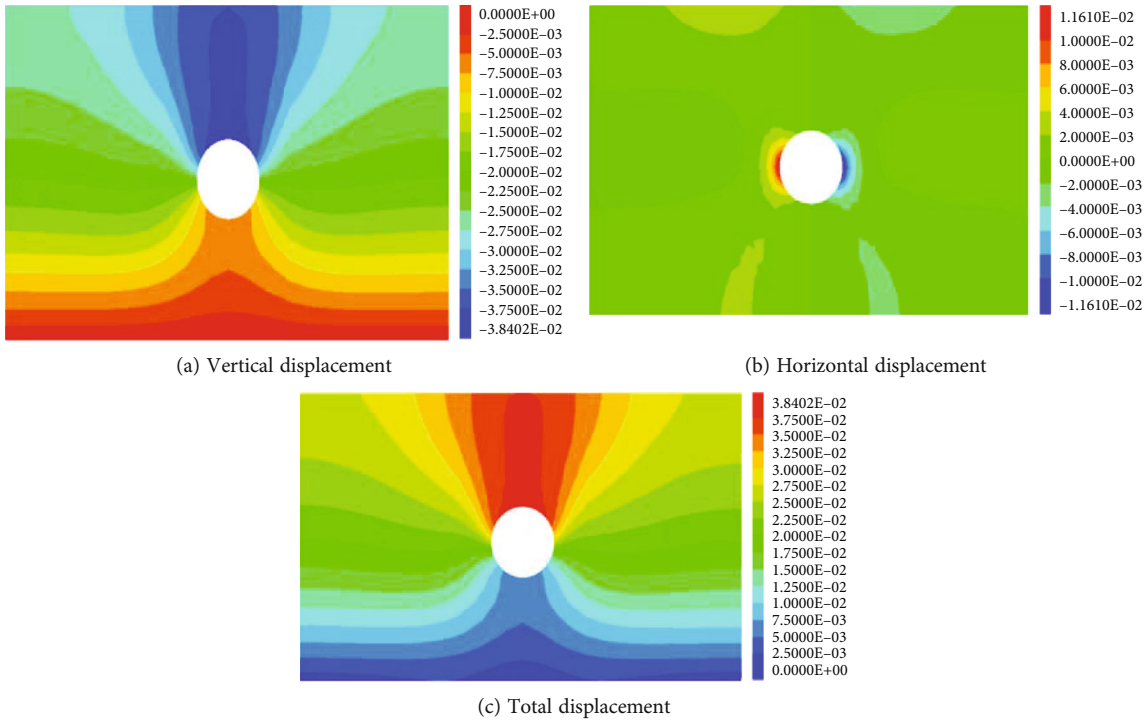 0.0000E+00
–2.5000E–03
–5.0000E–03
–7.5000E–03
–1.0000E–02
–1.2500E–02
–1.5000E–02
–1.7500E–02
–2.0000E–02
–2.2500E–02
–2.5000E–02
–2.7500E–02
–3.0000E–02
–3.2500E–02
–3.5000E–02
–3.7500E–02
–3.8402E–02
(a) Vertical displacement
1.1610E–02
1.0000E–02
8.0000E–03
6.0000E–03
4.0000E–03
2.0000E–03
0.0000E+00
–2.0000E–03
–4.0000E–03
–6.0000E–03
–8.0000E–03
–1.0000E–02
–1.1610E–02
(b) Horizontal displacement
3.8402E–02
3.7500E–02
3.5000E–02
3.2500E–02
3.0000E–02
2.7500E–02
2.5000E–02
2.2500E–02
2.0000E–02
1.7500E–02
1.5000E–02
1.2500E–02
1.0000E–02
7.5000E–03
5.0000E–03
2.5000E–03
0.0000E+00
(c) Total displacement